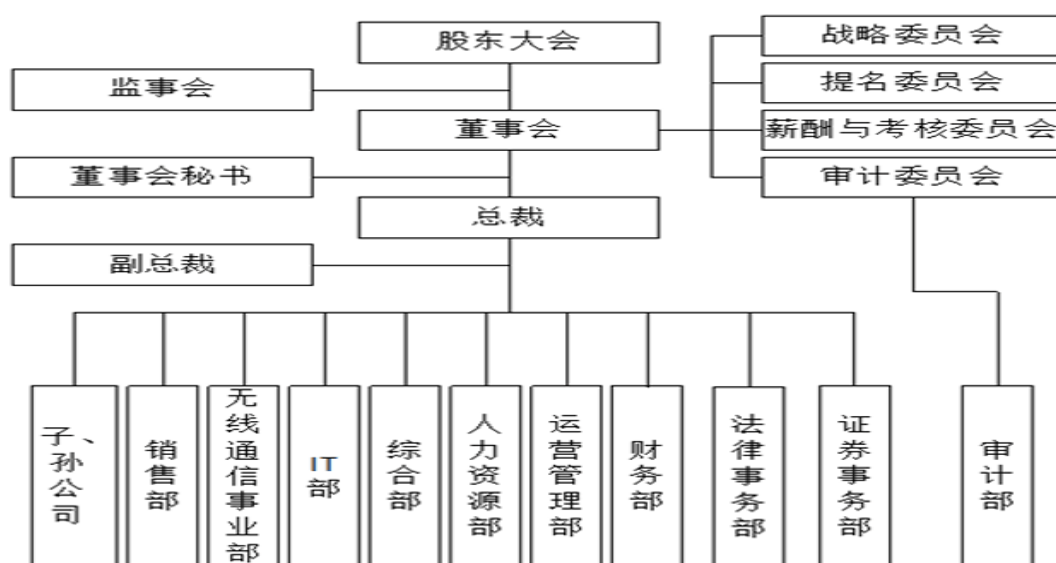 股东大会
战略委员会
监事会
提名委员会
董事会
薪酬与考核委员会
董事会秘书
审计委员会
总裁
副总裁
子、孙公司
销售部
无线通信事业部
IT部
综合部
人力资源部
运营管理部
财务部
法律事务部
证券事务部
审计部